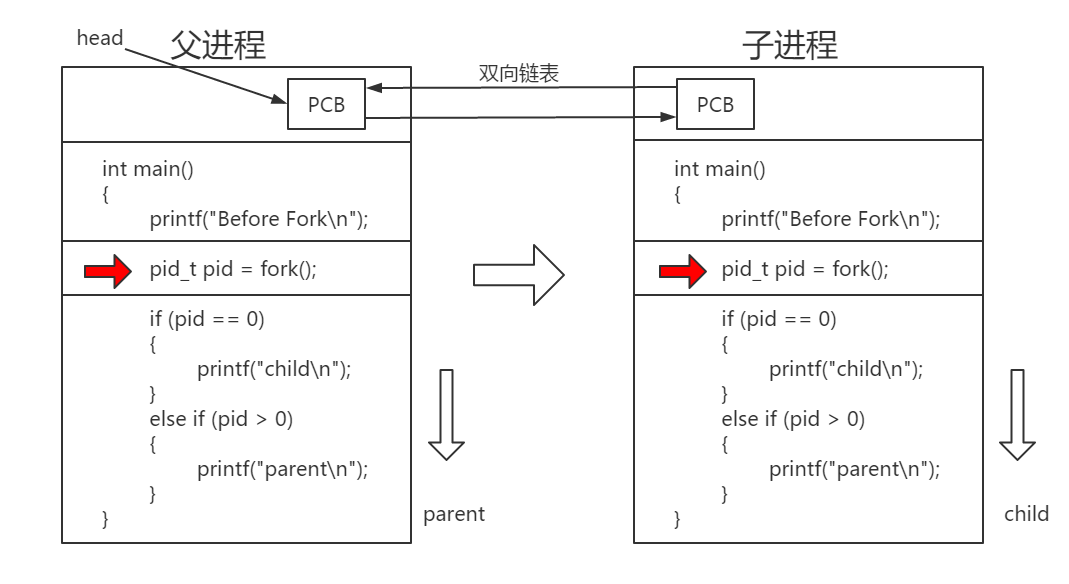 head
父进程
子进程
双向链表
PCB
PCB
int main()
{
printf("Before Fork\n");
pid_t pid = fork();
if (pid == 0)
{
printf("child\n");
}
else if (pid > 0)
{
printf("parent\n");
}
}
parent
int main()
{
printf("Before Fork\n");
pid_t pid = fork();
if (pid == 0)
{
printf("child\n");
}
else if (pid > 0)
{
printf("parent\n");
}
}
child